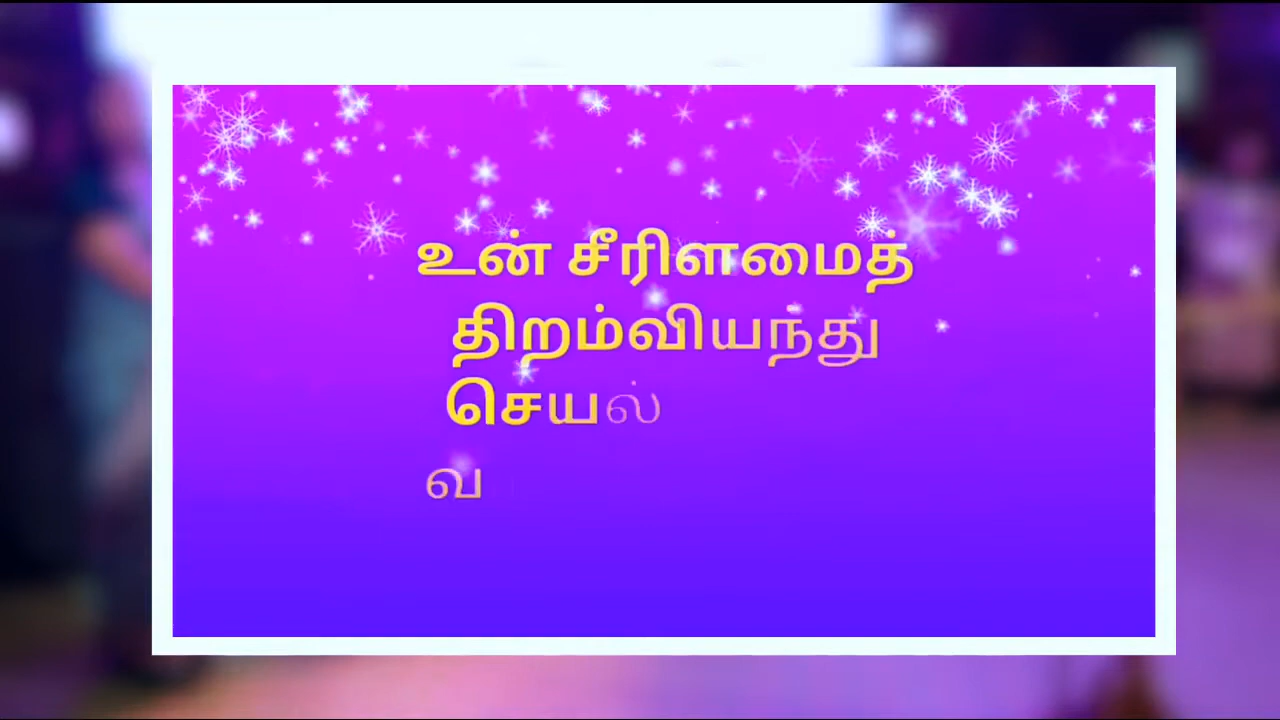 உன் சீரிளமைத்
திறம்வியந்து
செயல
வ